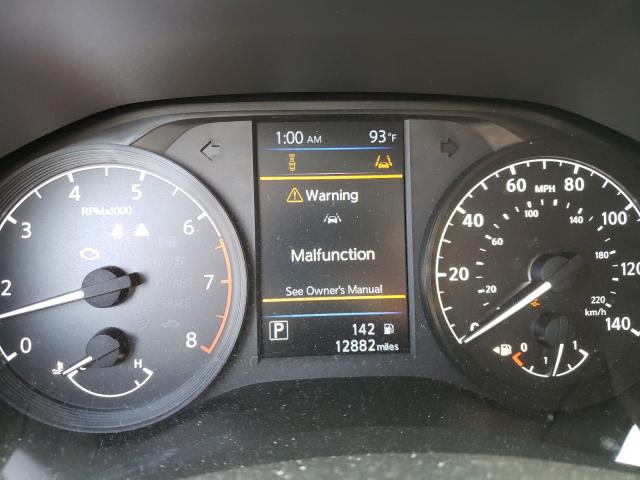 1:00 AM 93°F
Warning
Malfunction
See Owner's Manual
P 142
12882 miles
RPMx1000
0 2 3 4 5 6 7 8
H
MPH
0 20 40 60 80 100 120 140
20 60 100 140 180 220
km/h
0 1 1